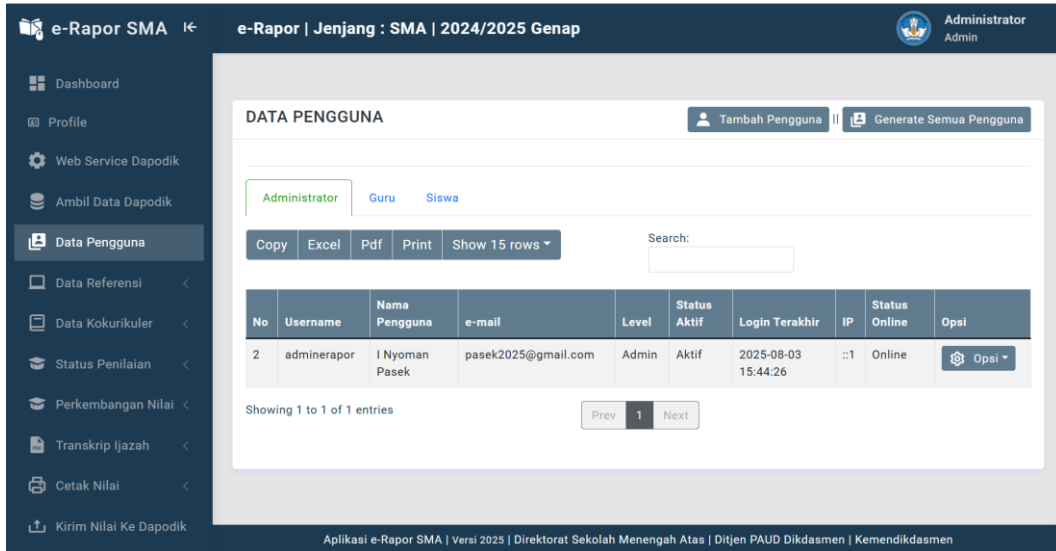 e-Rapor SMA
e-Rapor | Jenjang : SMA | 2024/2025 Genap
Administrator
Admin
Dashboard
Profile
Web Service Dapodik
Ambil Data Dapodik
Data Pengguna
Data Referensi
Data Kokurikuler
Status Penilaian
Perkembangan Nilai
Transkrip Ijazah
Cetak Nilai
Kirim Nilai Ke Dapodik
DATA PENGGUNA
Tambah Pengguna || Generate Semua Pengguna
Administrator Guru Siswa
Copy Excel Pdf Print Show 15 rows
Search:
No Username Nama Pengguna e-mail Level Status Aktif Login Terakhir IP Status Online Opsi
2 adminerapor I Nyoman Pasek pasek2025@gmail.com Admin Aktif 2025-08-03 15:44:26 ::1 Online Opsi
Showing 1 to 1 of 1 entries
Prev 1 Next
Aplikasi e-Rapor SMA | Versi 2025 | Direktorat Sekolah Menengah Atas | Ditjen PAUD Dikdasmen | Kemendikdasmen